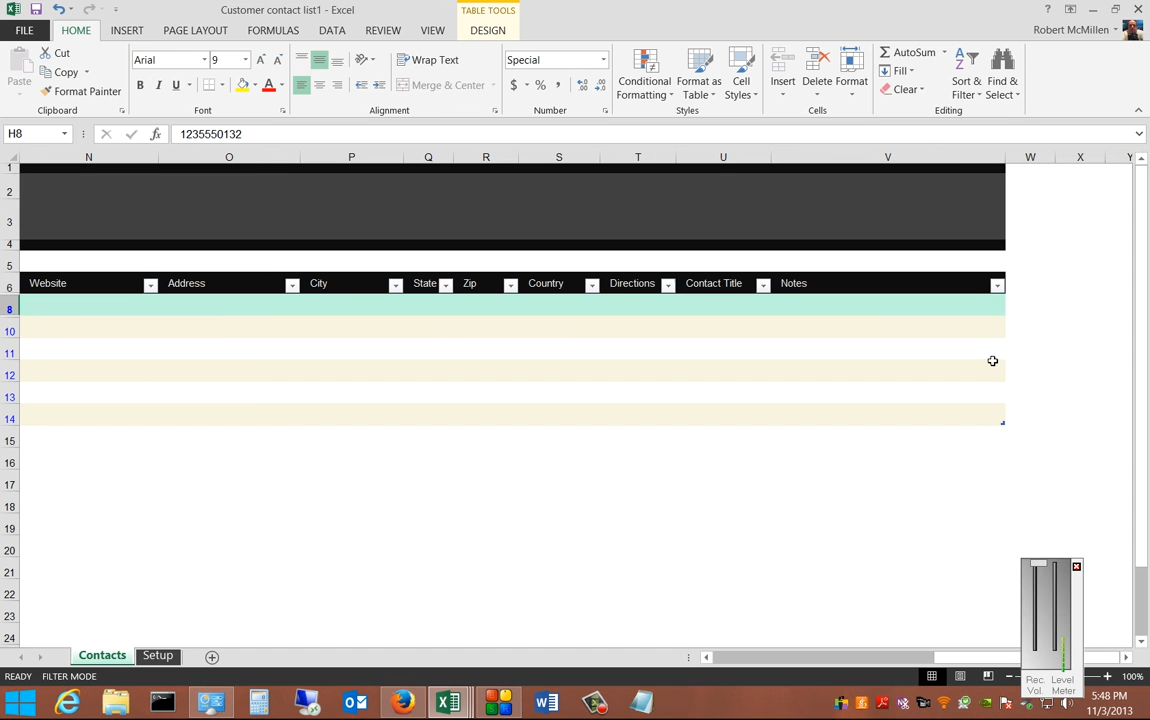 Customer contact list1 - Excel
TABLE TOOLS
?
FILE
HOME
INSERT
PAGE LAYOUT
FORMULAS
DATA
REVIEW
VIEW
DESIGN
Robert McMillen
Paste
Cut
Copy
Format Painter
Clipboard
Arial
9
B I U
Font
Wrap Text
Merge & Center
Alignment
Special
$ % ,
Number
Conditional Formatting
Format as Table
Cell Styles
Styles
Insert
Delete
Format
Cells
AutoSum
Fill
Clear
Sort & Filter
Find & Select
Editing
H8
fx
1235550132
N O P Q R S T U V W X Y
1
2
3
4
5
6 Website Address City State Zip Country Directions Contact Title Notes
8
10
11
12
13
14
15
16
17
18
19
20
21
22
23
24
Rec. Vol.
Level Meter
Contacts
Setup
READY
FILTER MODE
100%
5:48 PM
11/3/2013